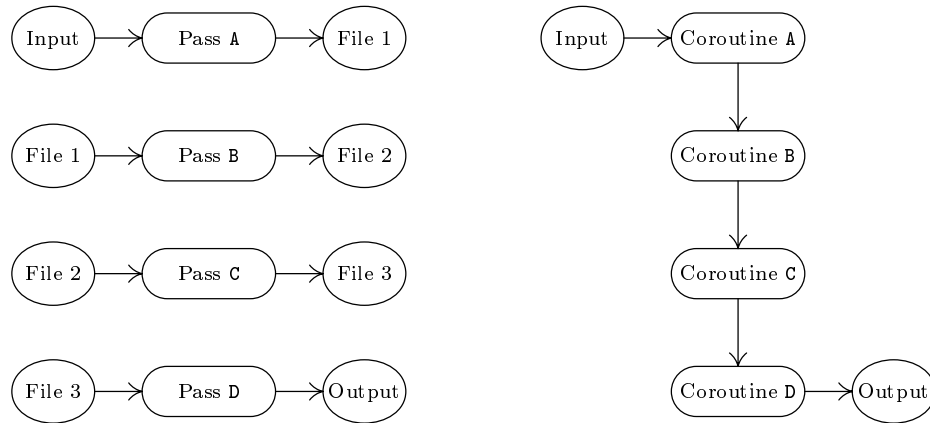 Input Pass A File 1
File 1 Pass B File 2
File 2 Pass C File 3
File 3 Pass D Output
Input Coroutine A
Coroutine B
Coroutine C
Coroutine D Output